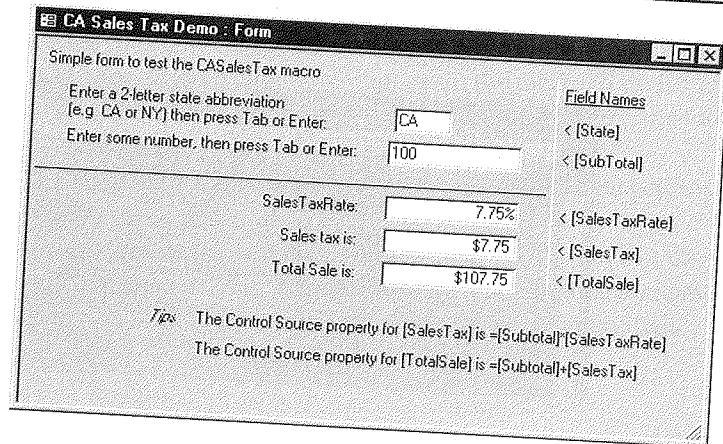 CA Sales Tax Demo : Form
Simple form to test the CASalesTax macro
Field Names
Enter a 2-letter state abbreviation
(e.g. CA or NY) then press Tab or Enter: CA < [State]
Enter some number, then press Tab or Enter: 100 < [SubTotal]
SalesTaxRate: 7.75% < [SalesTaxRate]
Sales tax is: $7.75 < [SalesTax]
Total Sale is: $107.75 < [TotalSale]
Tips The Control Source property for [SalesTax] is =[Subtotal]*[SalesTaxRate]
The Control Source property for [TotalSale] is =[Subtotal]+[SalesTax]